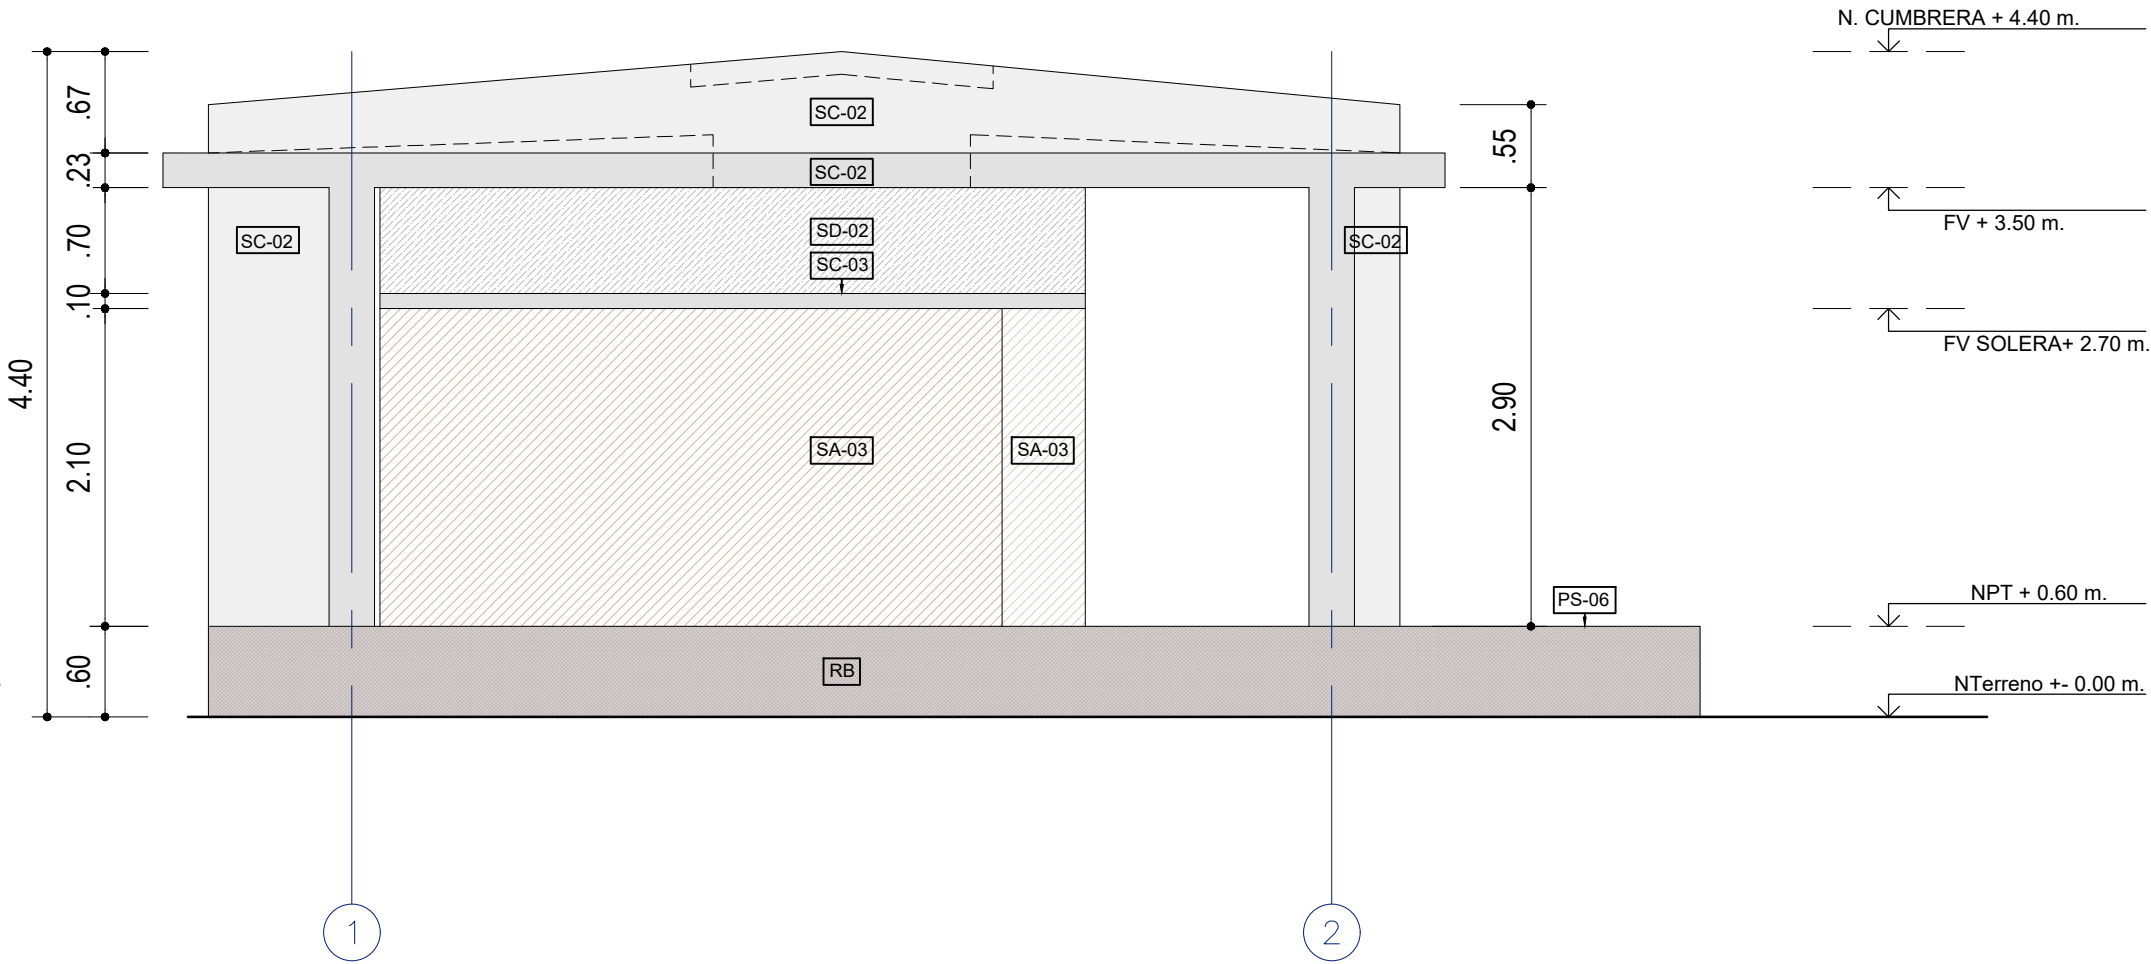 N. CUMBRERA + 4.40 m.
.67
SC-02
.55
.23
SC-02
FV + 3.50 m.
.70
SC-02
SD-02
SC-02
SC-03
.10
FV SOLERA+ 2.70 m.
4.40
2.90
2.10
SA-03
SA-03
PS-06
NPT + 0.60 m.
.60
RB
NTerreno +- 0.00 m.
1
2